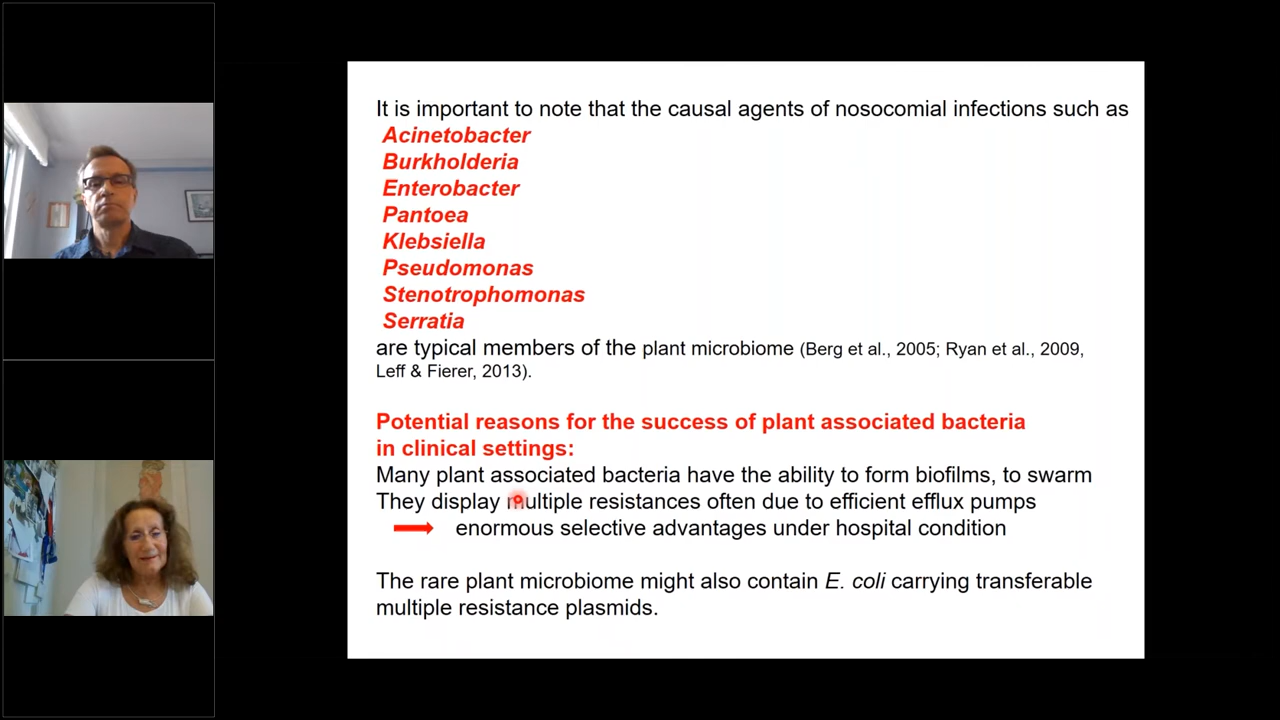 It is important to note that the causal agents of nosocomial infections such as
Acinetobacter
Burkholderia
Enterobacter
Pantoea
Klebsiella
Pseudomonas
Stenotrophomonas
Serratia
are typical members of the plant microbiome (Berg et al., 2005; Ryan et al., 2009,
Leff & Fierer, 2013).
Potential reasons for the success of plant associated bacteria
in clinical settings:
Many plant associated bacteria have the ability to form biofilms, to swarm
They display multiple resistances often due to efficient efflux pumps
enormous selective advantages under hospital condition
The rare plant microbiome might also contain E. coli carrying transferable
multiple resistance plasmids.